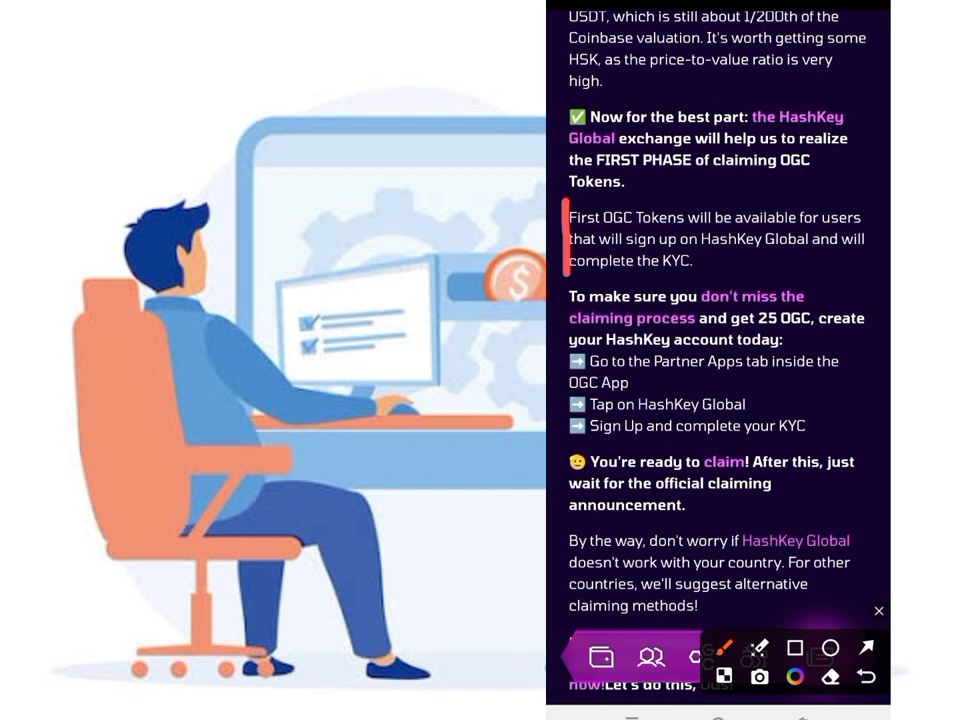 USDT, which is still about 1/200th of the
Coinbase valuation. It's worth getting some
HSK, as the price-to-value ratio is very
high.
✅ Now for the best part: the HashKey
Global exchange will help us to realize
the FIRST PHASE of claiming OGC
Tokens.
First OGC Tokens will be available for users
that will sign up on HashKey Global and will
complete the KYC.
To make sure you don't miss the
claiming process and get 25 OGC, create
your HashKey account today:
➡️ Go to the Partner Apps tab inside the
OGC App
➡️ Tap on HashKey Global
➡️ Sign Up and complete your KYC
🫡 You're ready to claim! After this, just
wait for the official claiming
announcement.
By the way, don't worry if HashKey Global
doesn't work with your country. For other
countries, we'll suggest alternative
claiming methods!
now! Let's do this, OGs!